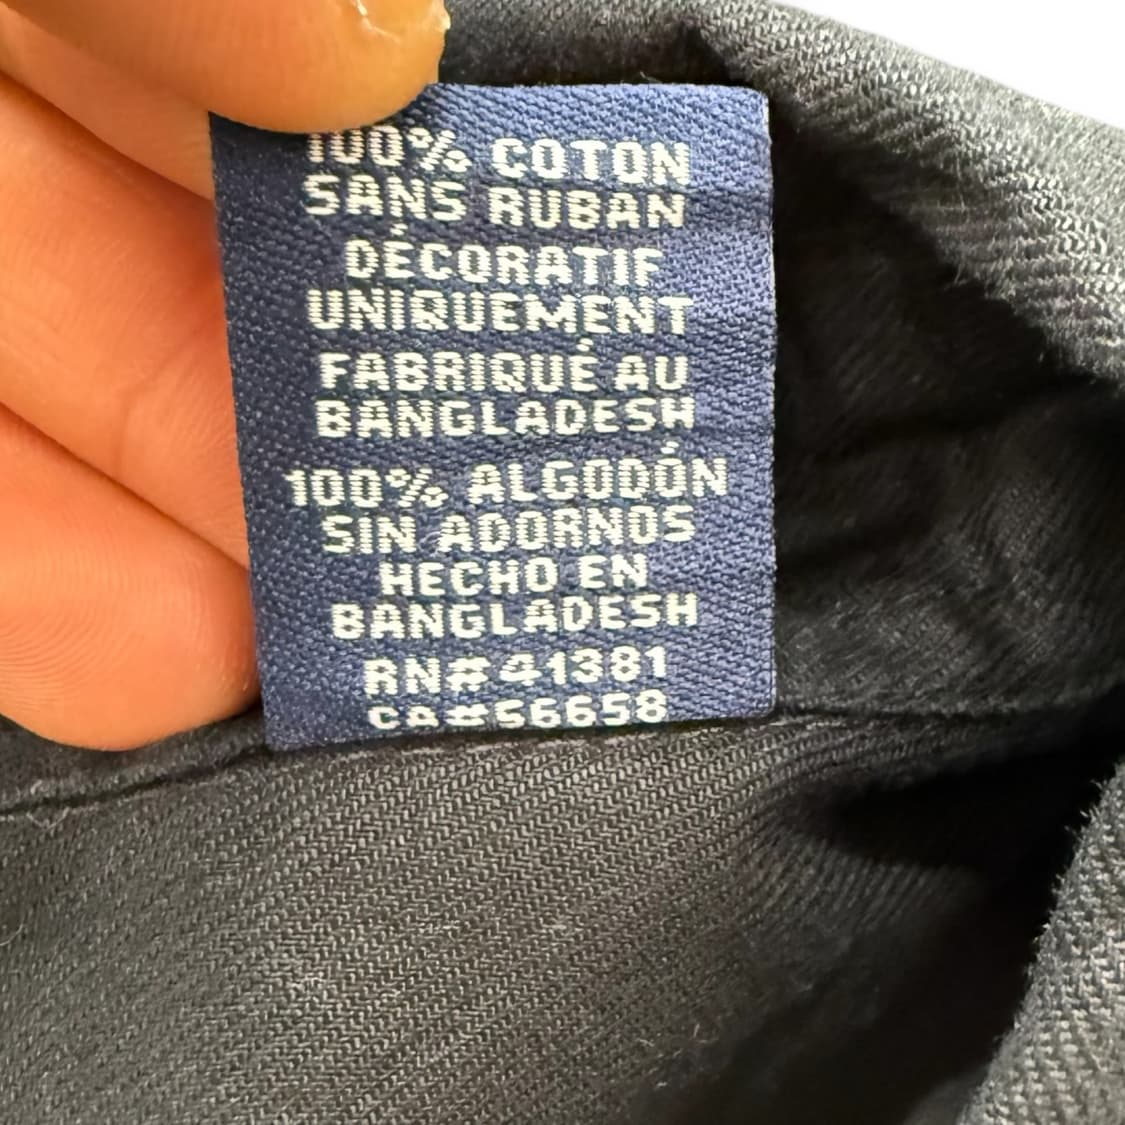 100% COTON
SANS RUBAN
DÉCORATIF
UNIQUEMENT
FABRIQUÉ AU
BANGLADESH
100% ALGODÓN
SIN ADORNOS
HECHO EN
BANGLADESH
RN#41381
CA#56658